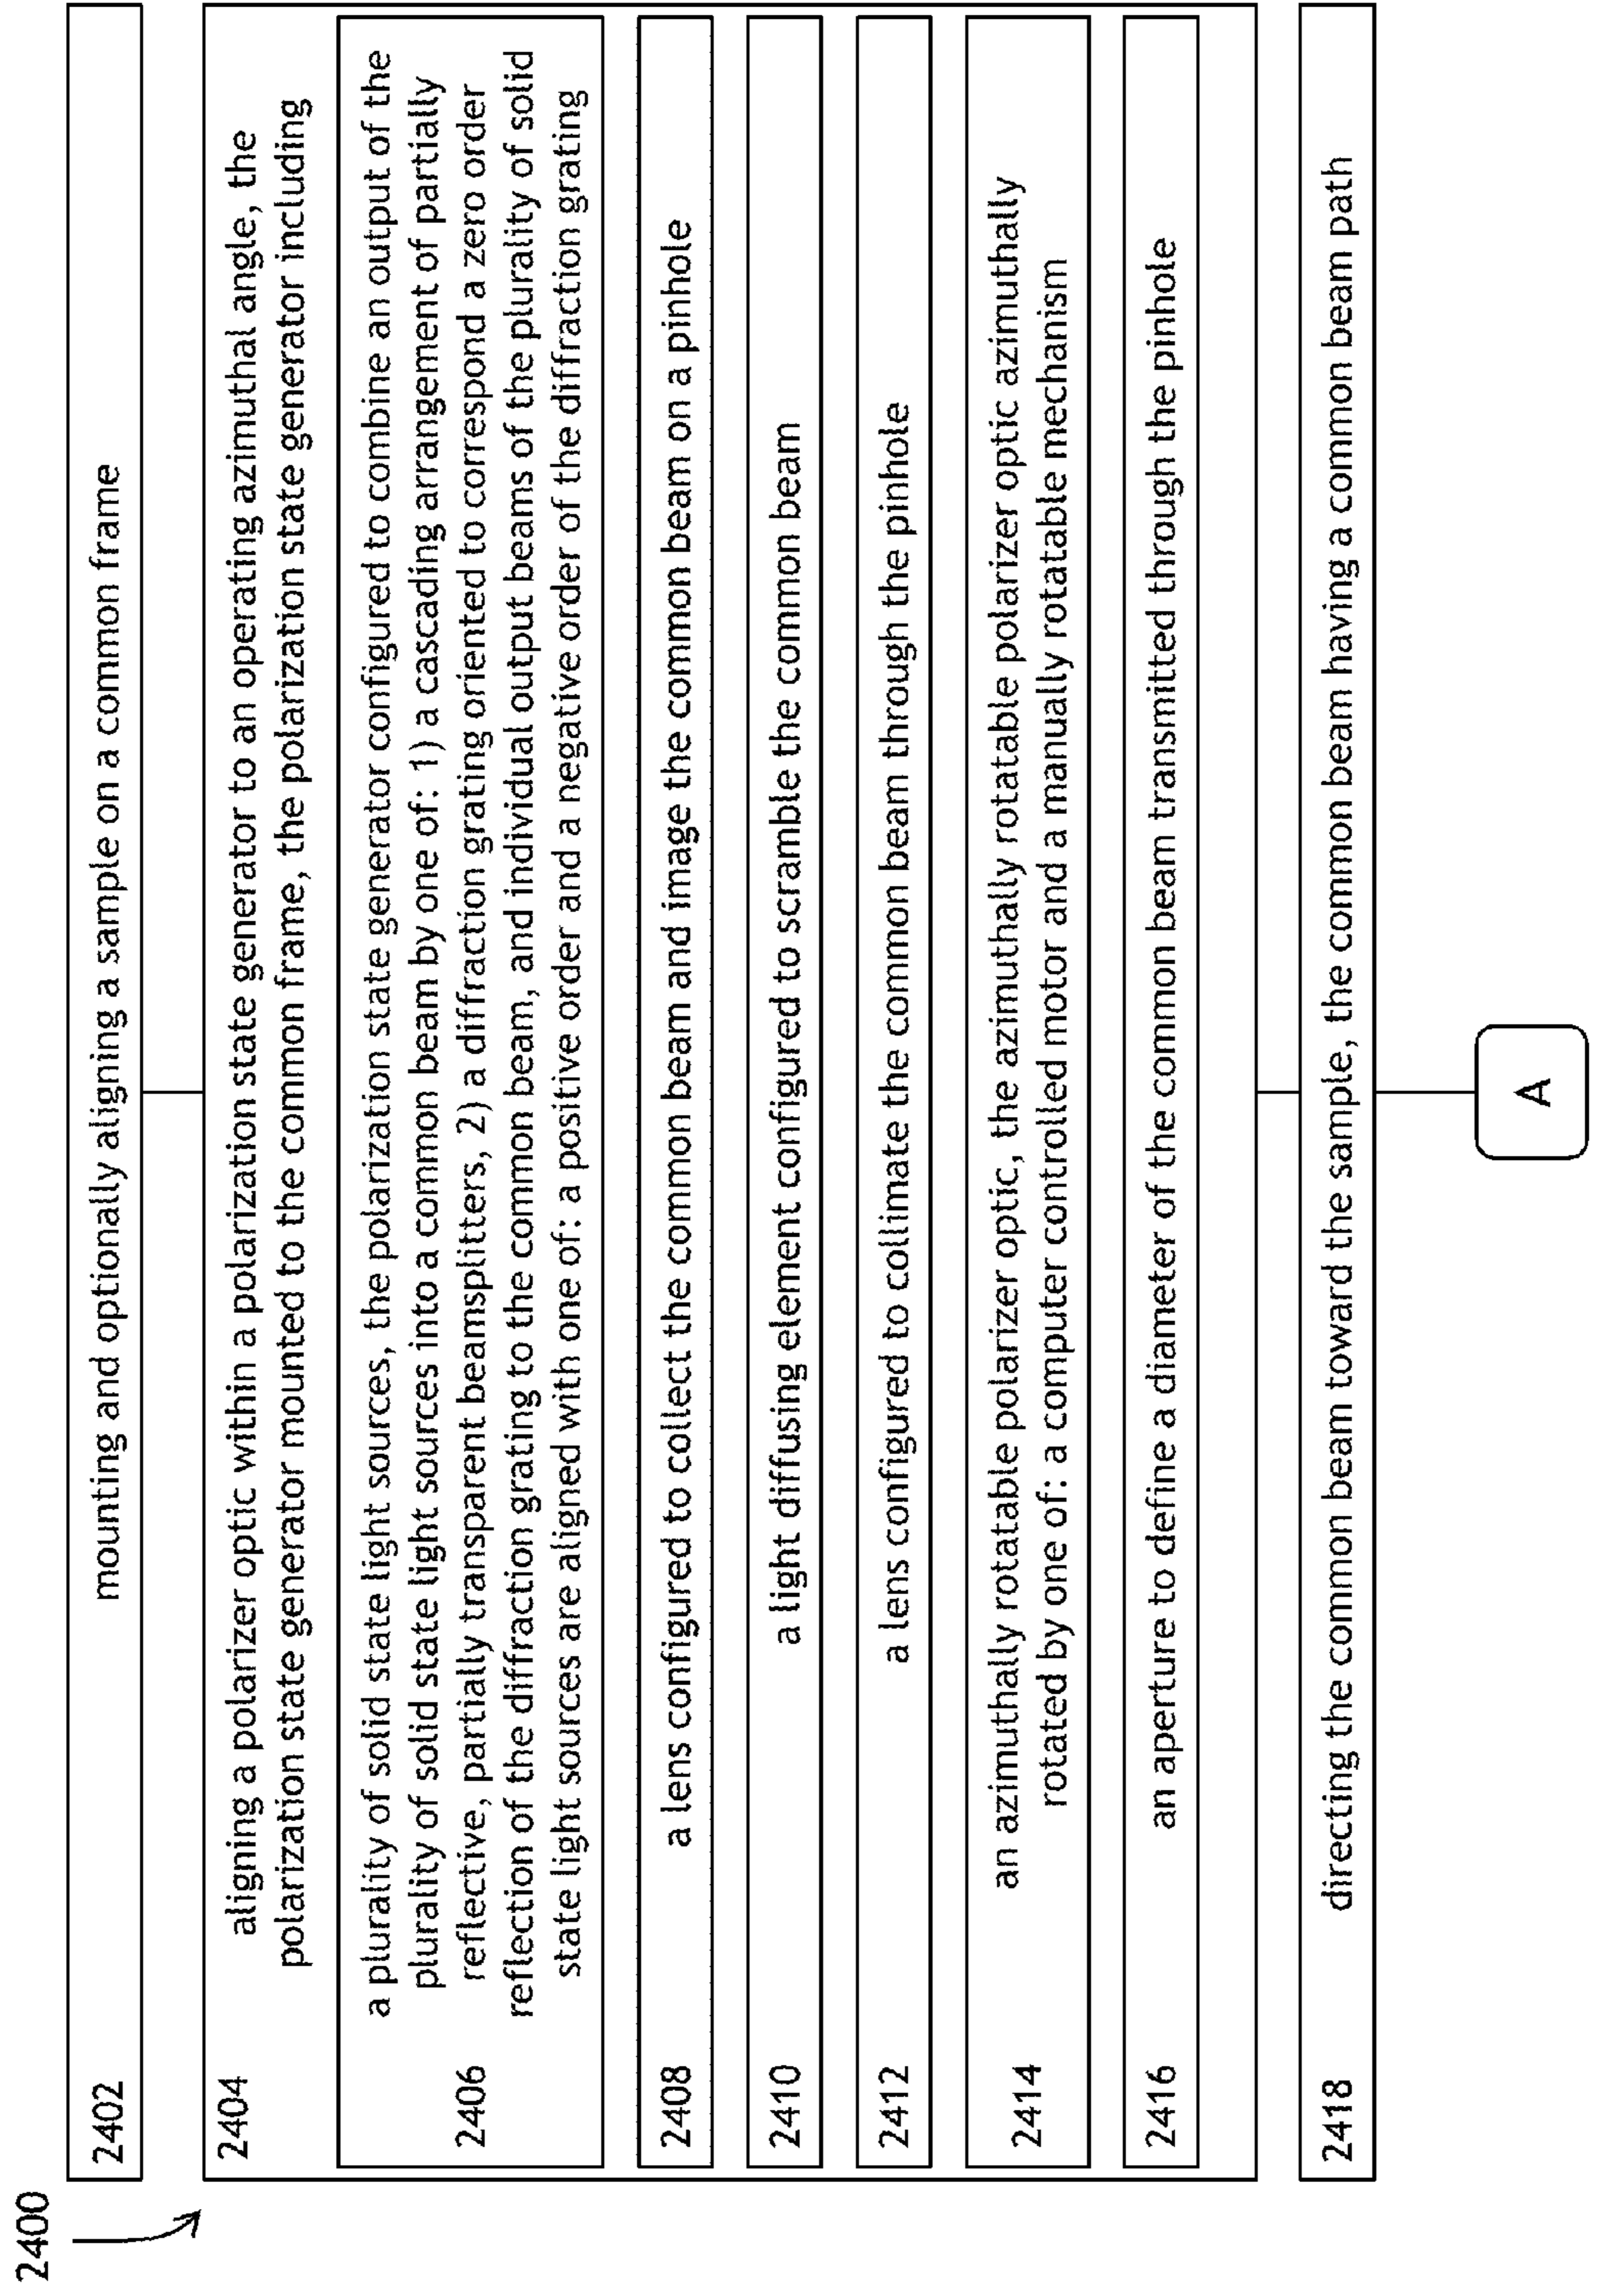 2400
2402
mounting and optionally aligning a sample on a common frame
2404
aligning a polarizer optic within a polarization state generator to an operating azimuthal angle, the
polarization state generator mounted to the common frame, the polarization state generator including
2406
a plurality of solid state light sources, the polarization state generator configured to combine an output of the
plurality of solid state light sources into a common beam by one of: 1) a cascading arrangement of partially
reflective, partially transparent beamsplitters, 2) a diffraction grating oriented to correspond a zero order
reflection of the diffraction grating to the common beam, and individual output beams of the plurality of solid
state light sources are aligned with one of: a positive order and a negative order of the diffraction grating
2408
a lens configured to collect the common beam and image the common beam on a pinhole
2410
a light diffusing element configured to scramble the common beam
2412
a lens configured to collimate the common beam through the pinhole
2414
an azimuthally rotatable polarizer optic, the azimuthally rotatable polarizer optic azimuthally
rotated by one of: a computer controlled motor and a manually rotatable mechanism
2416
an aperture to define a diameter of the common beam transmitted through the pinhole
2418
directing the common beam toward the sample, the common beam having a common beam path
A